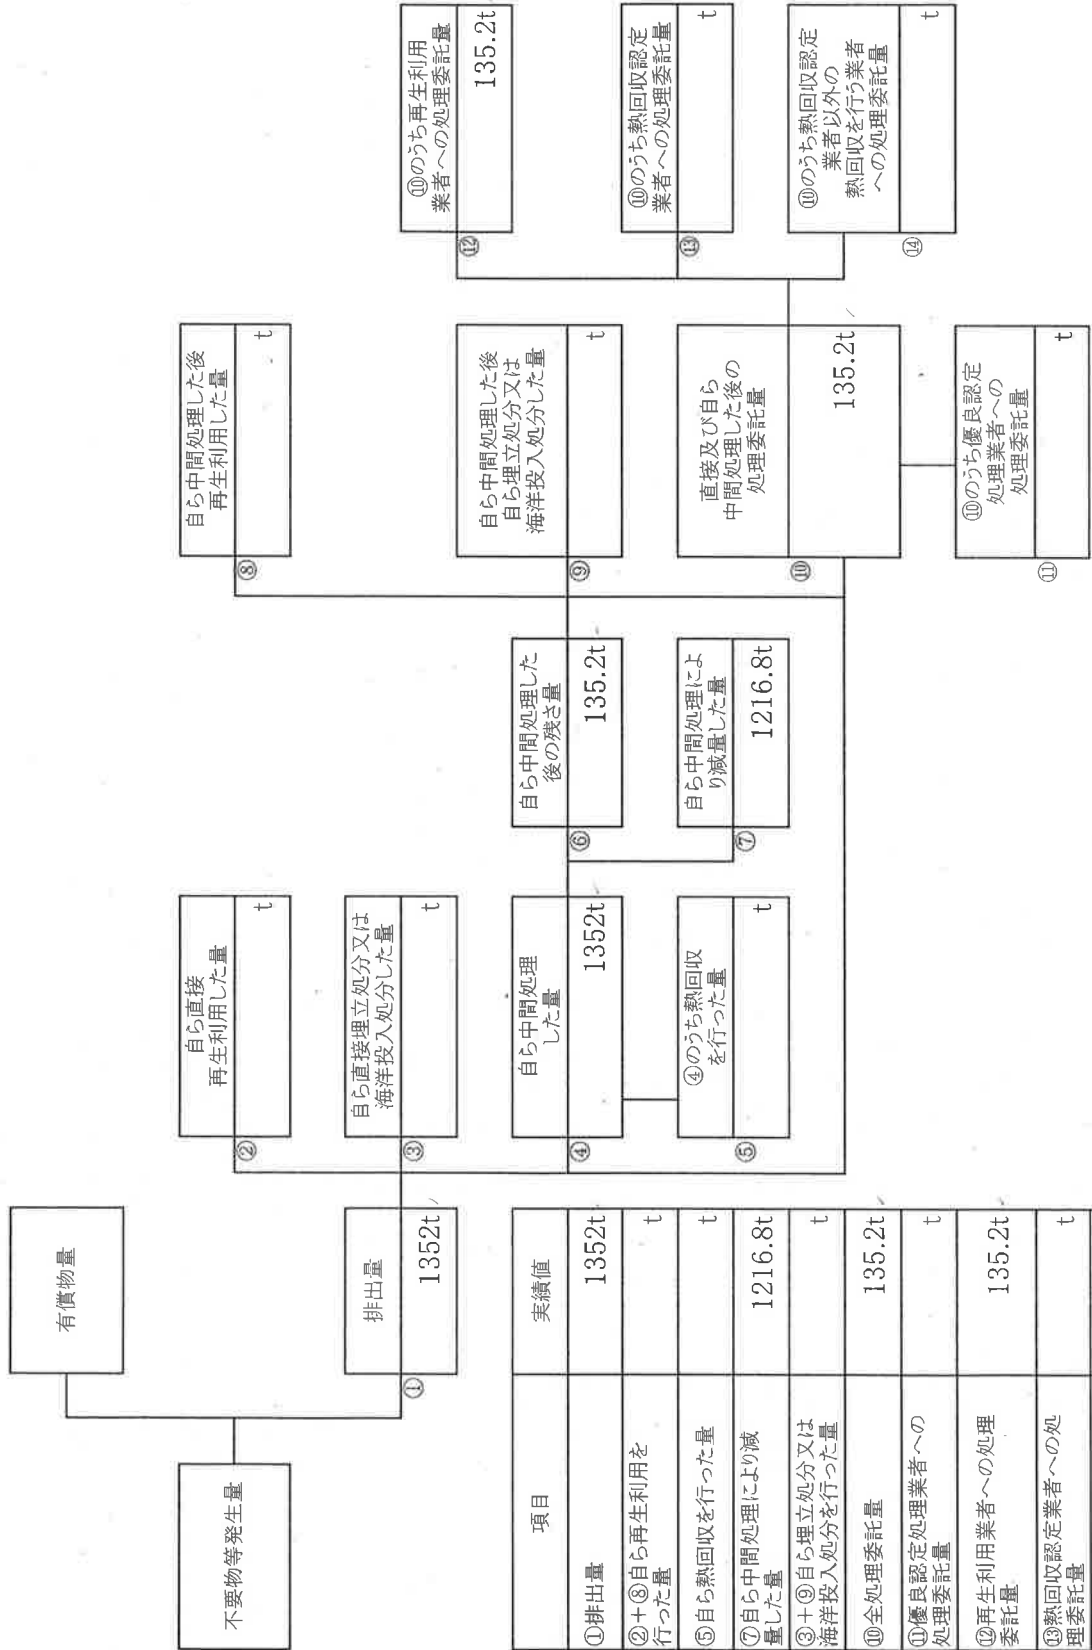 有償物量
不要物等発生量
排出量
①
1352t
②
自ら直接
再生利用した量
t
③
自ら直接埋立処分又は
海洋投入処分した量
t
④
自ら中間処理
した量
1352t
⑤
④のうち熱回収
を行った量
t
⑥
自ら中間処理した
後の残さ量
135.2t
⑦
自ら中間処理によ
り減量した量
1216.8t
⑧
自ら中間処理した後
再生利用した量
t
⑨
自ら中間処理した後
自ら埋立処分又は
海洋投入処分した量
t
⑩
直接及び自ら
中間処理した後の
処理委託量
135.2t
⑪
⑩のうち優良認定
処理業者への
処理委託量
t
⑫
⑩のうち再生利用
業者への処理委託量
135.2t
⑬
⑩のうち熱回収認定
業者への処理委託量
t
⑭
⑩のうち熱回収認定
業者以外の
熱回収を行う業者
への処理委託量
t
項目
実績値
①排出量
1352t
②+⑧自ら再生利用を
行った量
t
⑤自ら熱回収を行った量
t
⑦自ら中間処理により減
量した量
1216.8t
③+⑨自ら埋立処分又は
海洋投入処分を行った量
t
⑩全処理委託量
135.2t
⑪優良認定処理業者への
処理委託量
t
⑫再生利用業者への処理
委託量
135.2t
⑬熱回収認定業者への処
理委託量
t